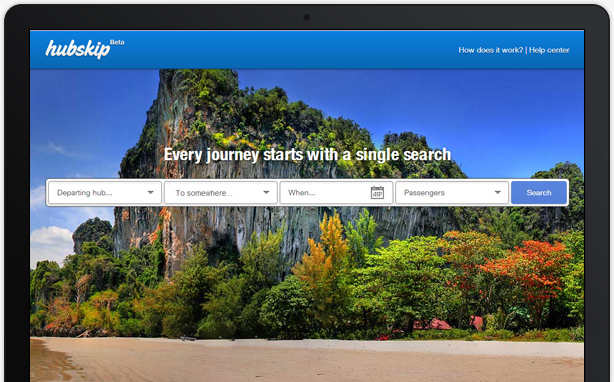 hubskip Beta
How does it work? | Help center
Every journey starts with a single search
Departing hub... To somewhere... When... Passengers Search